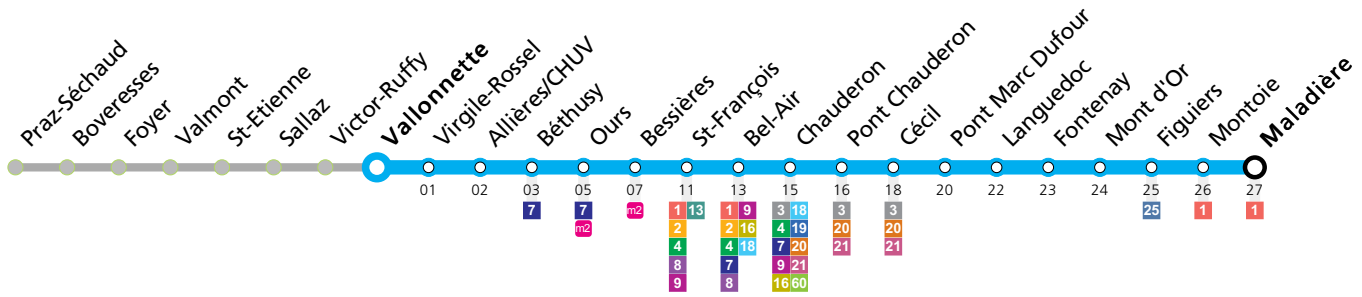 Praz-Séchaud
Boveresses
Foyer
Valmont
St-Etienne
Sallaz
Victor-Ruffy
Vallonnette
Virgile-Rossel
Allières/CHUV
Béthusy
Ours
Bessières
St-François
Bel-Air
Chauderon
Pont Chauderon
Cécil
Pont Marc Dufour
Languedoc
Fontenay
Mont d'Or
Figuiers
Montoie
Maladière
01 02 03 05 07 11 13 15 16 18 20 22 23 24 25 26 27
7 7 m2 1 13 1 9 3 18 3 3 25 1 1
m2 2 2 16 4 19 20 20
4 4 18 7 20 21 21
8 7 9 21
9 8 16 60